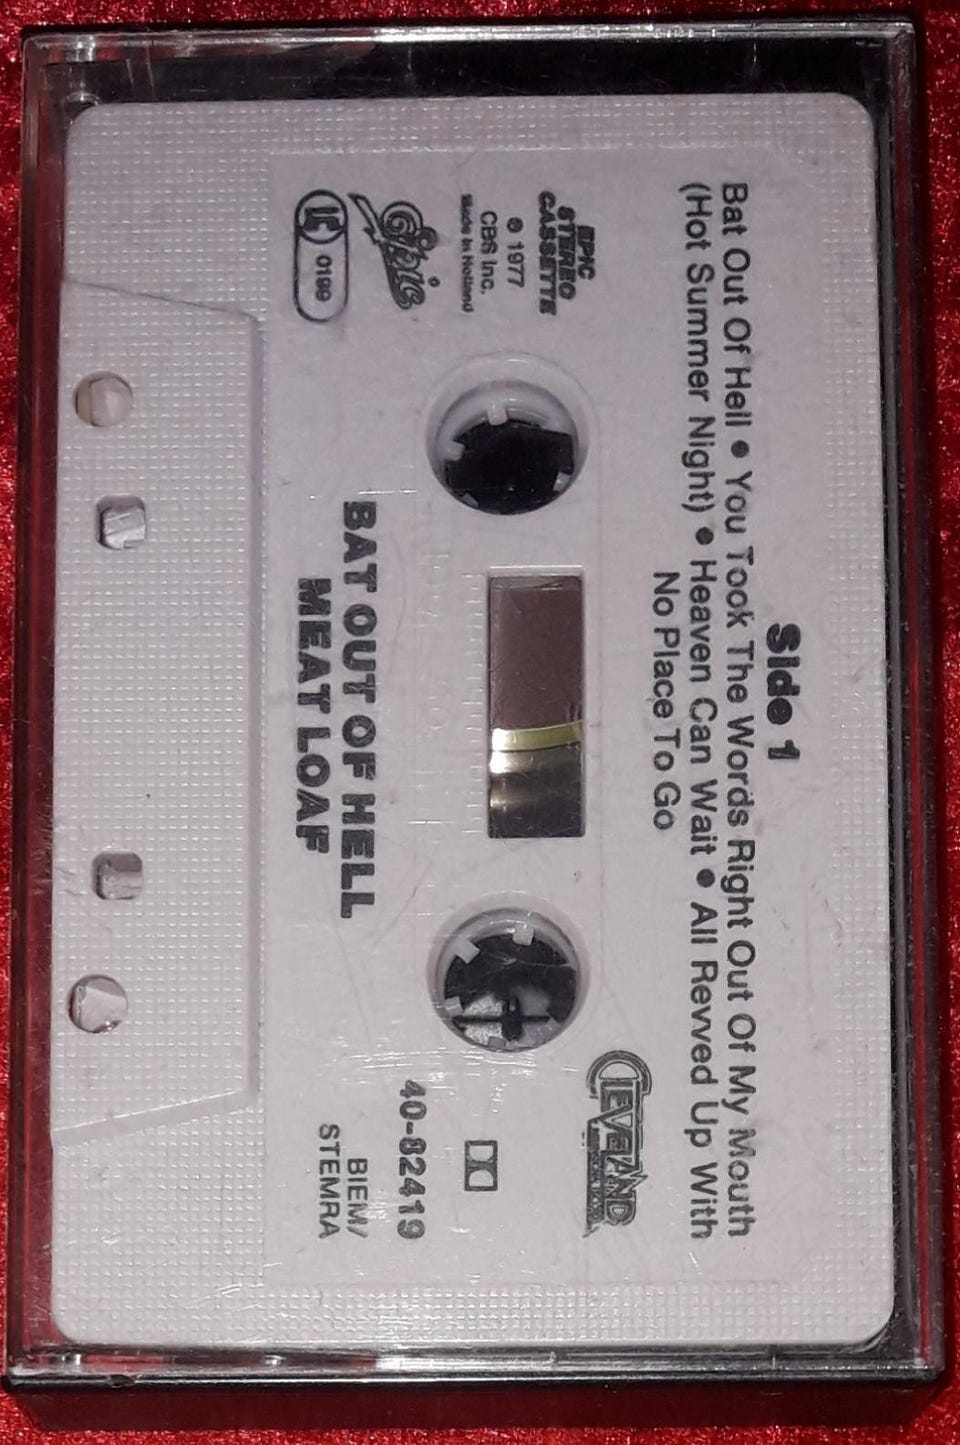 Side 1
Bat Out Of Hell • You Took The Words Right Out Of My Mouth
(Hot Summer Night) • Heaven Can Wait • All Revved Up With
No Place To Go
EPIC
STEREO
CASSETTE
℗ 1977
CBS Inc.
Made in Holland
Epic
LC 0199
CLEVELAND
40-82419
BIEM/
STEMRA
BAT OUT OF HELL
MEAT LOAF